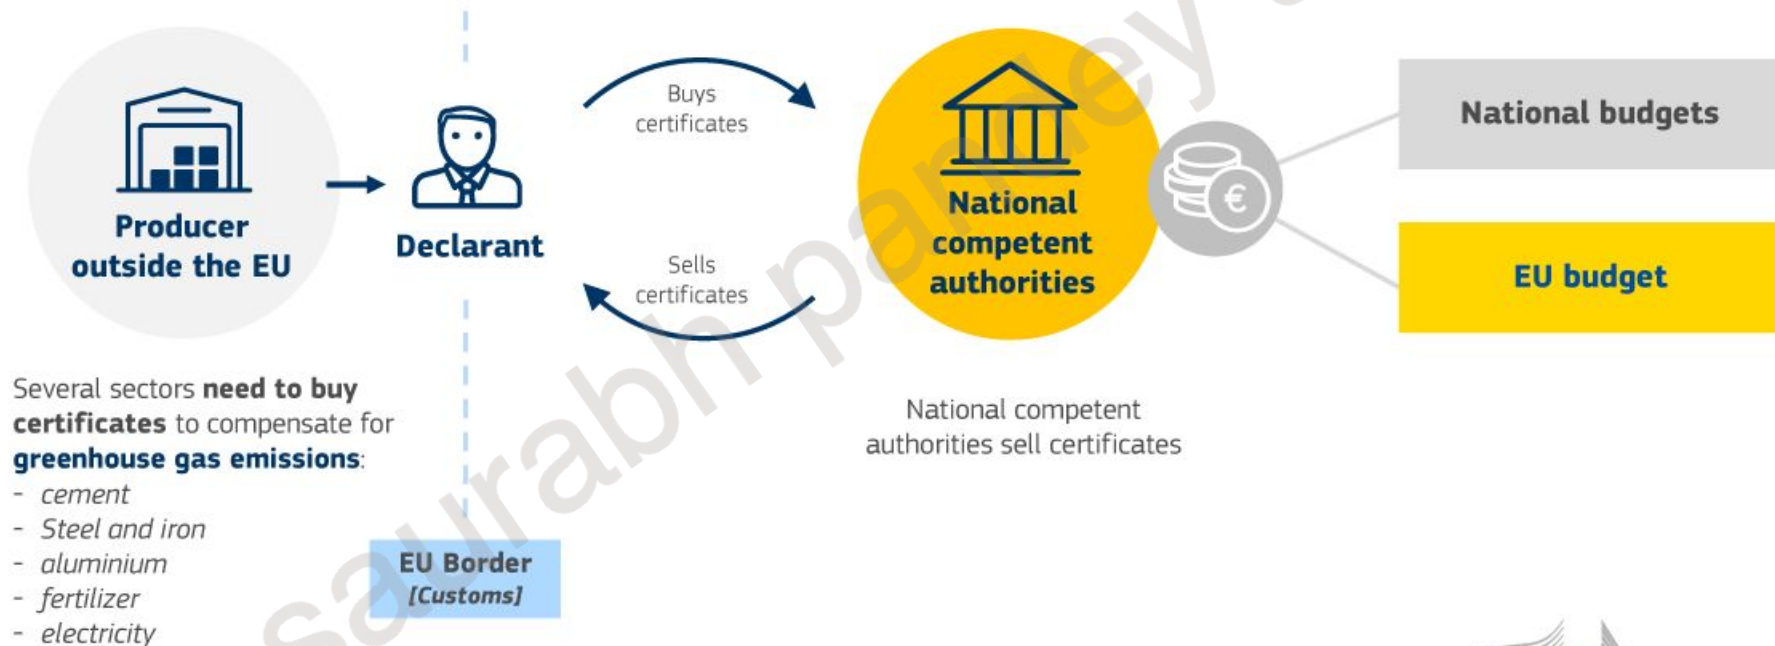 Producer
outside the EU
Declarant
Buys
certificates
Sells
certificates
National
competent
authorities
€
National budgets
EU budget
Several sectors need to buy
certificates to compensate for
greenhouse gas emissions:
- cement
- Steel and iron
- aluminium
- fertilizer
- electricity
EU Border
[Customs]
National competent
authorities sell certificates
saurabh pandey